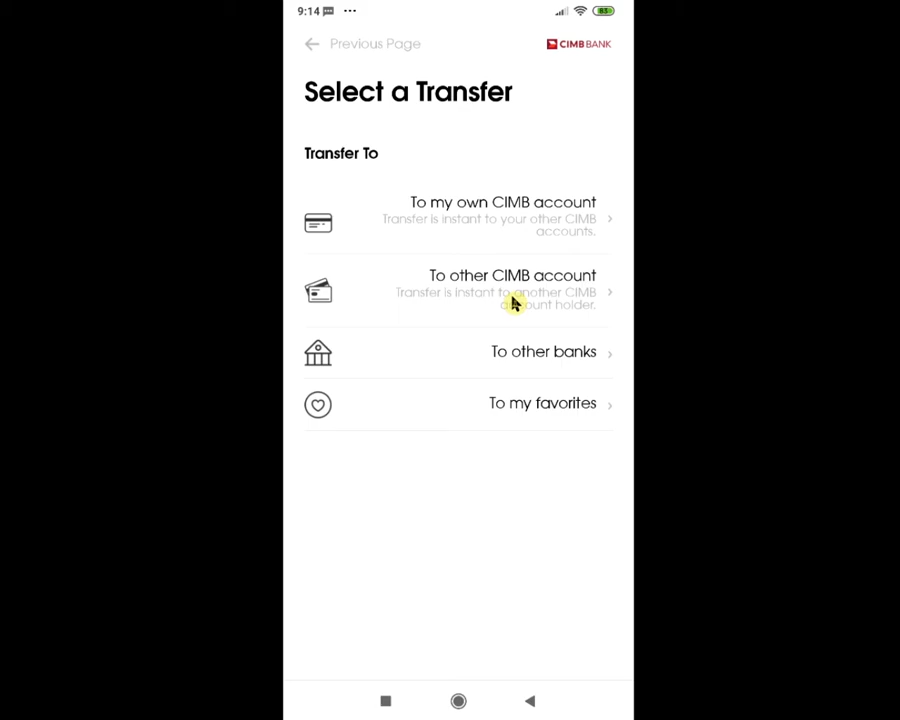 9:14
83
Previous Page
CIMB BANK
Select a Transfer
Transfer To
To my own CIMB account
Transfer is instant to your other CIMB
accounts.
To other CIMB account
Transfer is instant to another CIMB
account holder.
To other banks
To my favorites